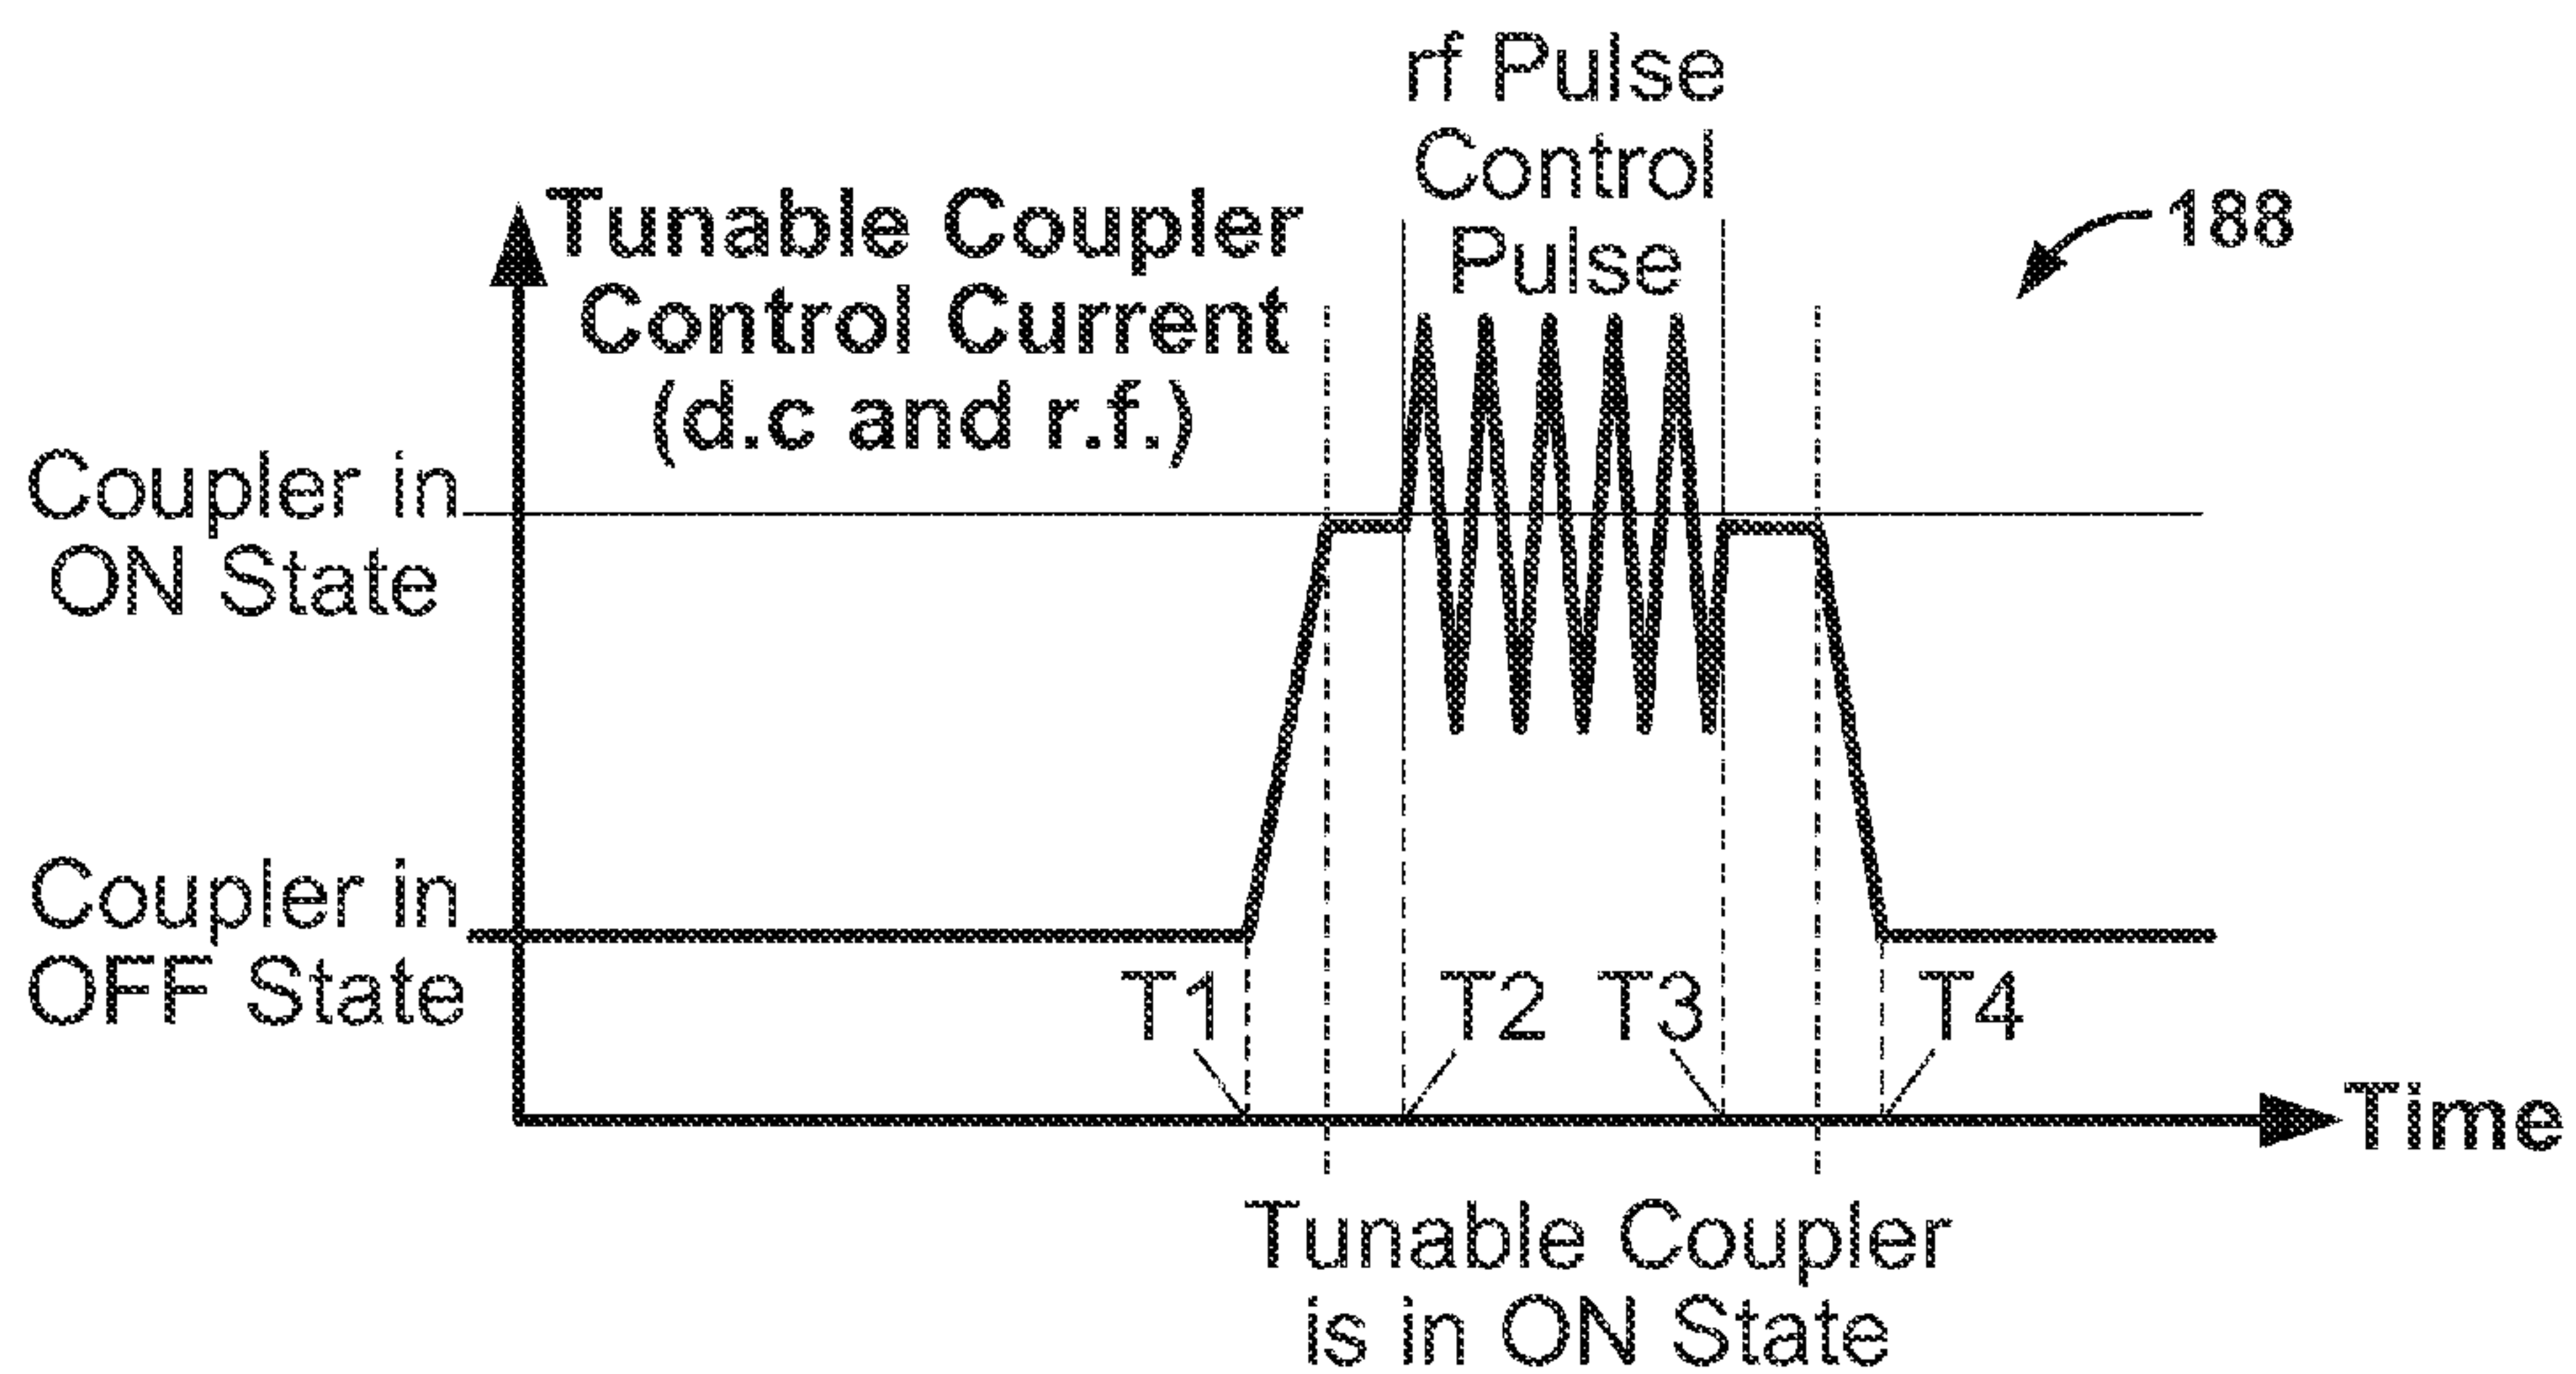 rf Pulse
Control
Pulse
188
Tunable Coupler
Control Current
(d.c and r.f.)
Coupler in
ON State
Coupler in
OFF State
T1
T2
T3
T4
Time
Tunable Coupler
is in ON State